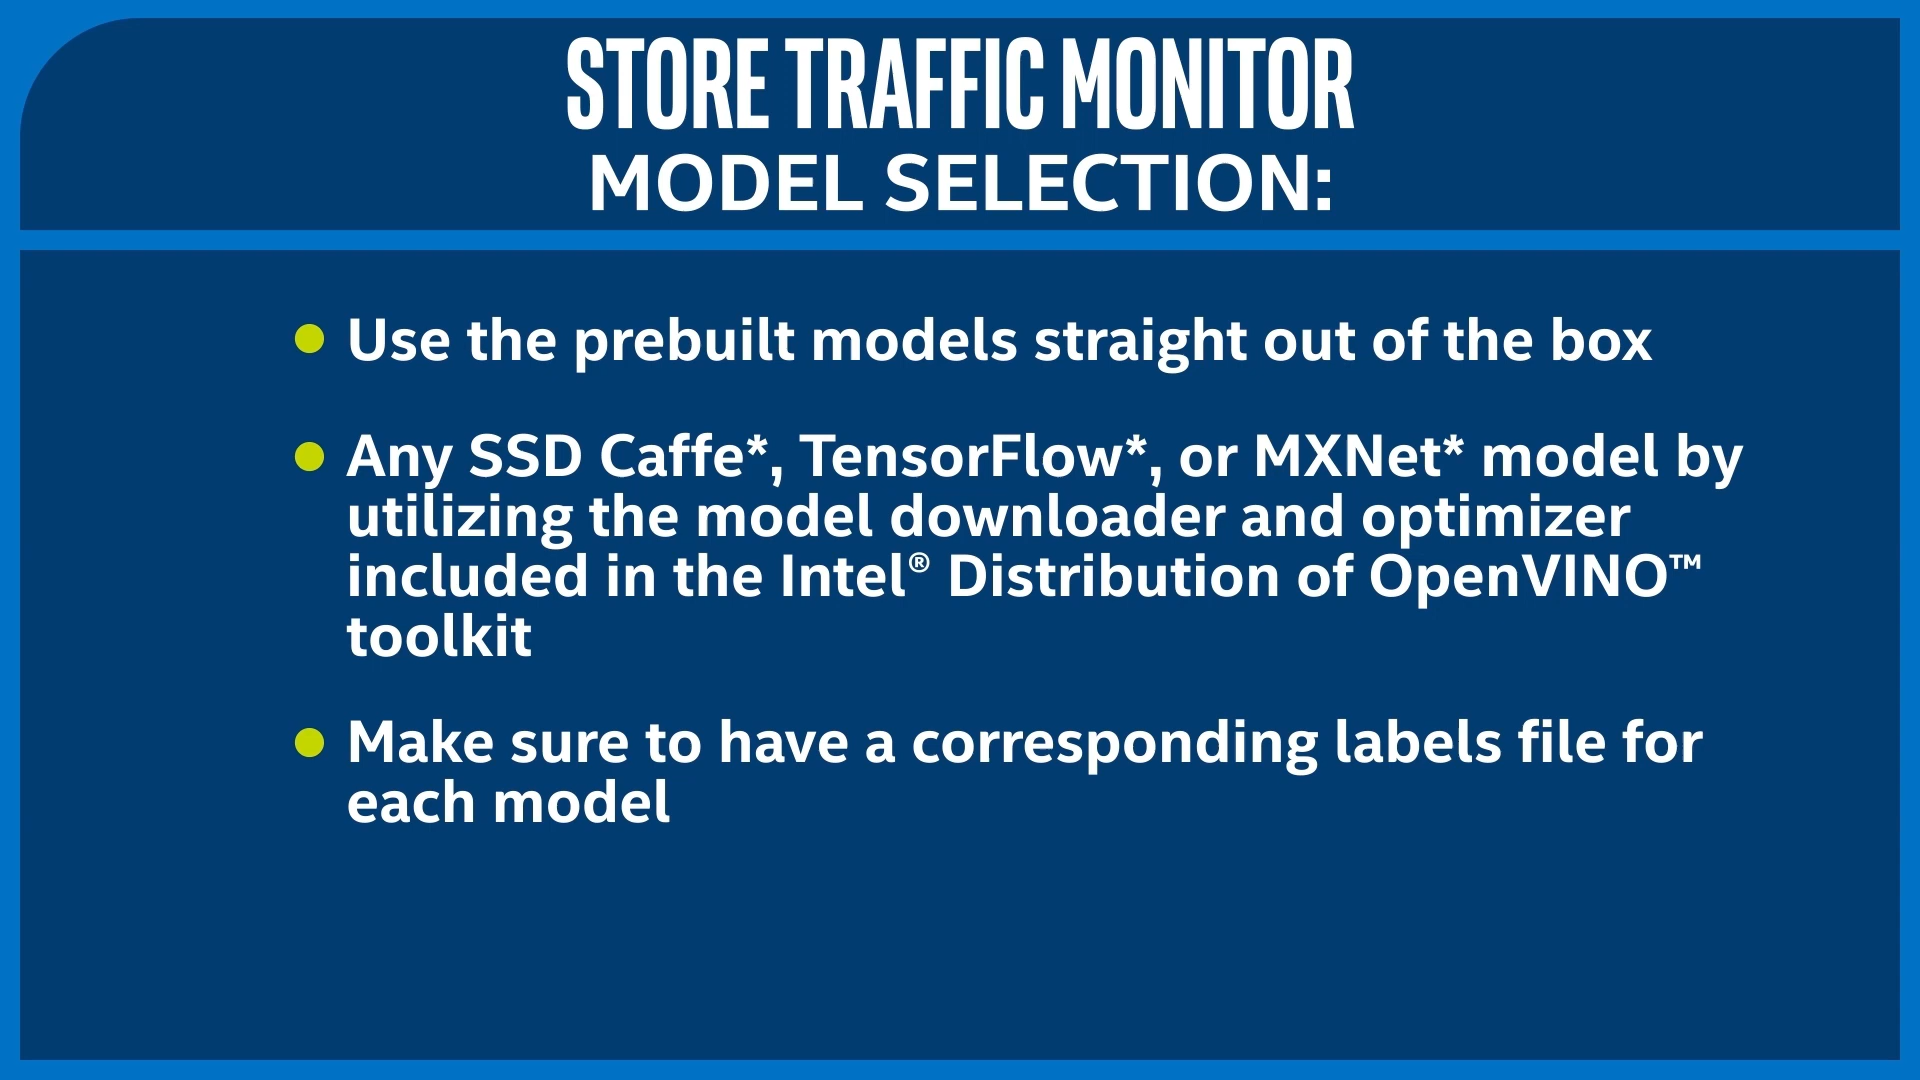 STORE TRAFFIC MONITOR
MODEL SELECTION:
Use the prebuilt models straight out of the box
Any SSD Caffe*, TensorFlow*, or MXNet* model by
utilizing the model downloader and optimizer
included in the Intel® Distribution of OpenVINO™
toolkit
Make sure to have a corresponding labels file for
each model